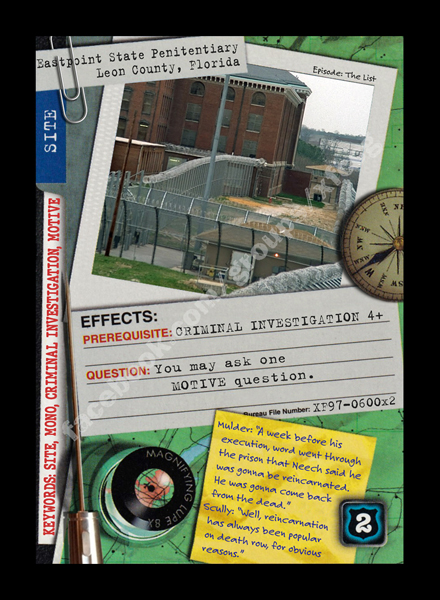 Eastpoint State Penitentiary
Leon County, Florida
Episode: The List
SITE
KEYWORDS: SITE, MONO, CRIMINAL INVESTIGATION, MOTIVE
EFFECTS:
PREREQUISITE: CRIMINAL INVESTIGATION 4+
QUESTION: You may ask one
MOTIVE question.
Bureau File Number: XF97-0600x2
MAGNIFYING LUPE 8X
Mulder: "A week before his
execution, word went through
the prison that Neech said he
was gonna be reincarnated.
He was gonna come back
from the dead."
Scully: "Well, reincarnation
has always been popular
on death row, for obvious
reasons."
2